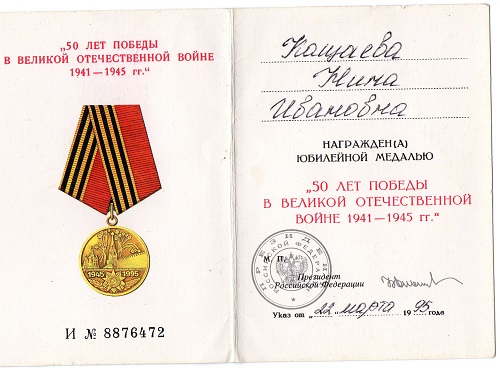 „50 ЛЕТ ПОБЕДЫ
В ВЕЛИКОЙ ОТЕЧЕСТВЕННОЙ ВОЙНЕ
1941—1945 гг.“
1945 1995
И № 8876472
Кащаева
Нина
Ивановна
НАГРАЖДЕН(А)
ЮБИЛЕЙНОЙ МЕДАЛЬЮ
„50 ЛЕТ ПОБЕДЫ
В ВЕЛИКОЙ ОТЕЧЕСТВЕННОЙ
ВОЙНЕ 1941—1945 гг.“
М. П.
Президент
Российской Федерации
Указ от „22“ марта 1995 года